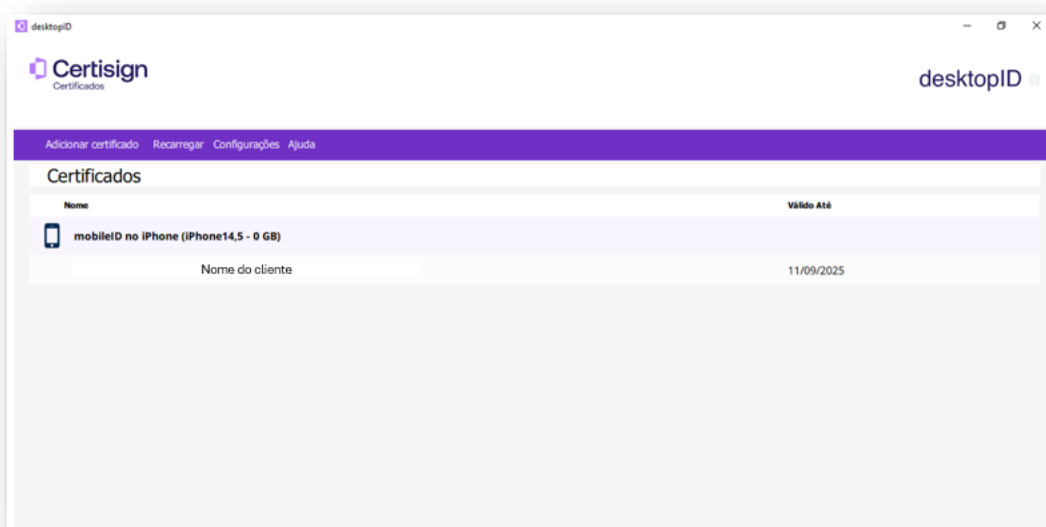 desktopID
Certisign
Certificados
desktopID
Adicionar certificado Recarregar Configurações Ajuda
Certificados
Nome Válido Até
mobileID no iPhone (iPhone14,5 - 0 GB)
Nome do cliente 11/09/2025